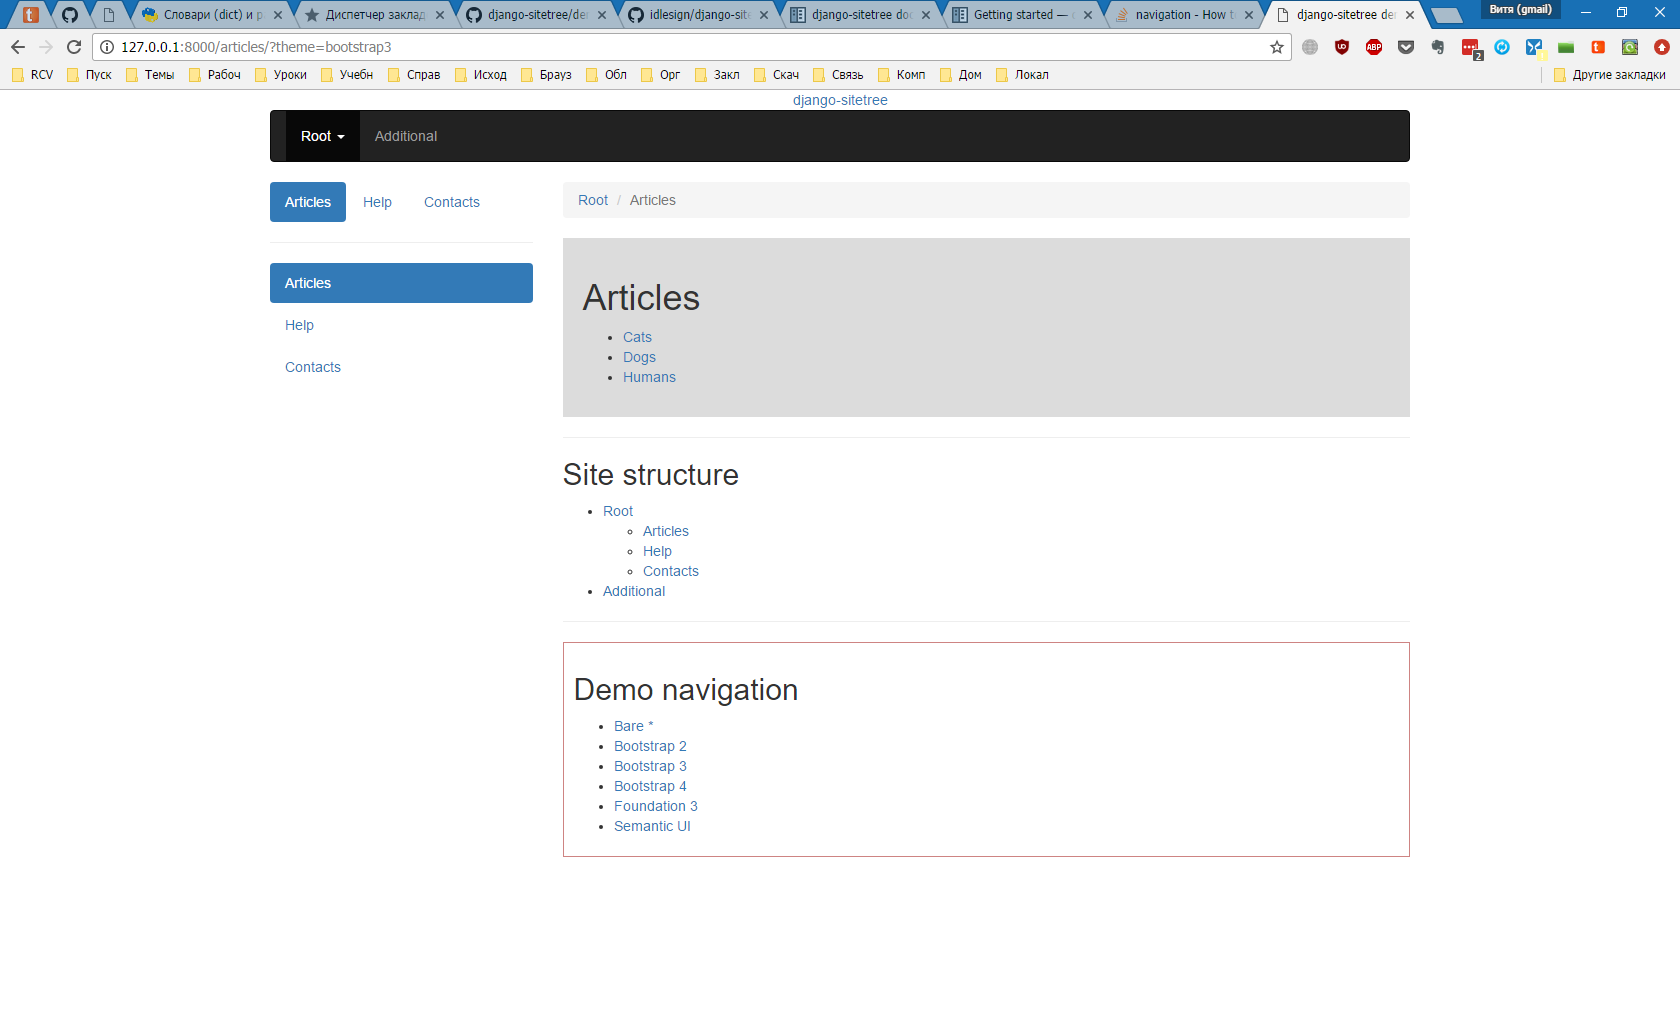 Словари (dict) и р
Диспетчер заклад
django-sitetree/de
idlesign/django-site
django-sitetree do
Getting started —
navigation - How t
django-sitetree de
Витя (gmail)
127.0.0.1:8000/articles/?theme=bootstrap3
ABP
2
RCV
Пуск
Темы
Рабоч
Уроки
Учебн
Справ
Исход
Брауз
Обл
Орг
Закл
Скач
Связь
Комп
Дом
Локал
Другие закладки
django-sitetree
Root
Additional
Articles
Help
Contacts
Root / Articles
Articles
Help
Contacts
Articles
Cats
Dogs
Humans
Site structure
Root
Articles
Help
Contacts
Additional
Demo navigation
Bare *
Bootstrap 2
Bootstrap 3
Bootstrap 4
Foundation 3
Semantic UI